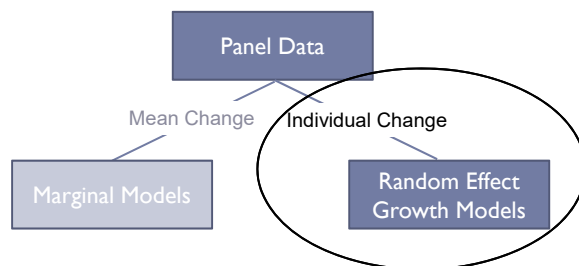 Panel Data
Mean Change
Individual Change
Marginal Models
Random Effect
Growth Models